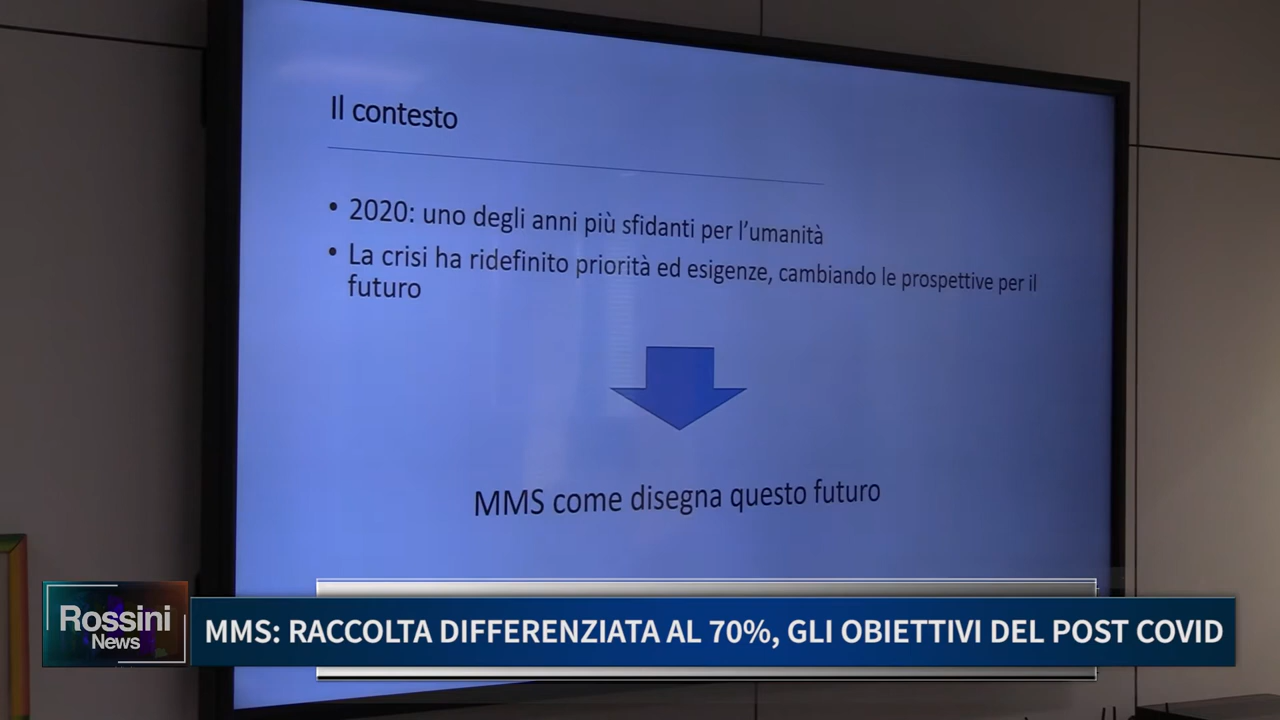 Il contesto
• 2020: uno degli anni più sfidanti per l'umanità
• La crisi ha ridefinito priorità ed esigenze, cambiando le prospettive per il
futuro
MMS come disegna questo futuro
Rossini
News
MMS: RACCOLTA DIFFERENZIATA AL 70%, GLI OBIETTIVI DEL POST COVID